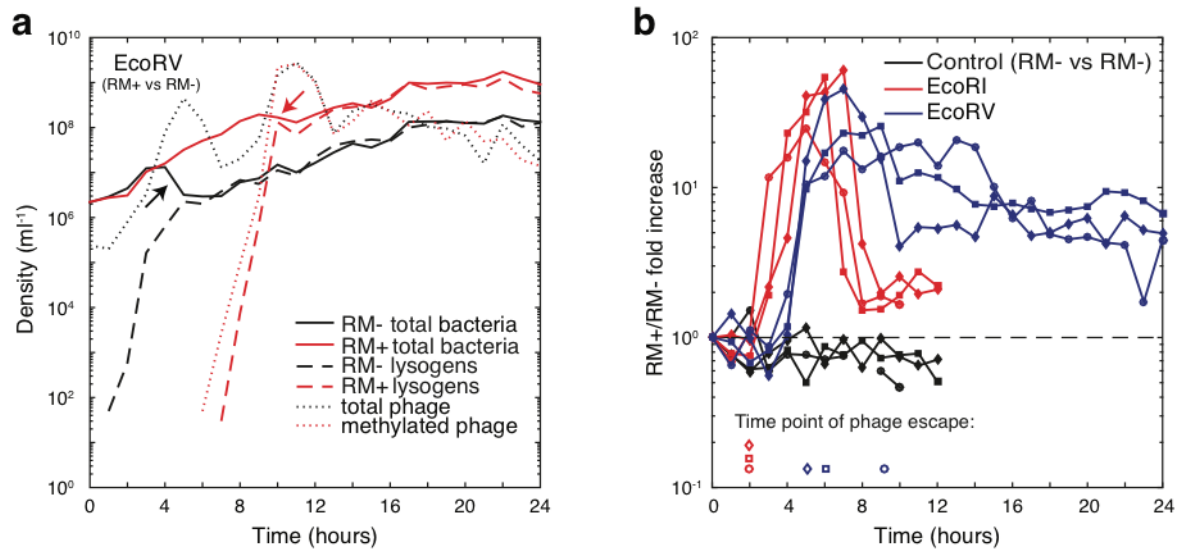 a
10¹⁰
10⁸
10⁶
10⁴
10²
10⁰
Density (ml⁻¹)
EcoRV
(RM+ vs RM-)
RM- total bacteria
RM+ total bacteria
RM- lysogens
RM+ lysogens
total phage
methylated phage
0 4 8 12 16 20 24
Time (hours)
b
10²
10¹
10⁰
10⁻¹
RM+/RM- fold increase
Control (RM- vs RM-)
EcoRI
EcoRV
Time point of phage escape:
0 4 8 12 16 20 24
Time (hours)